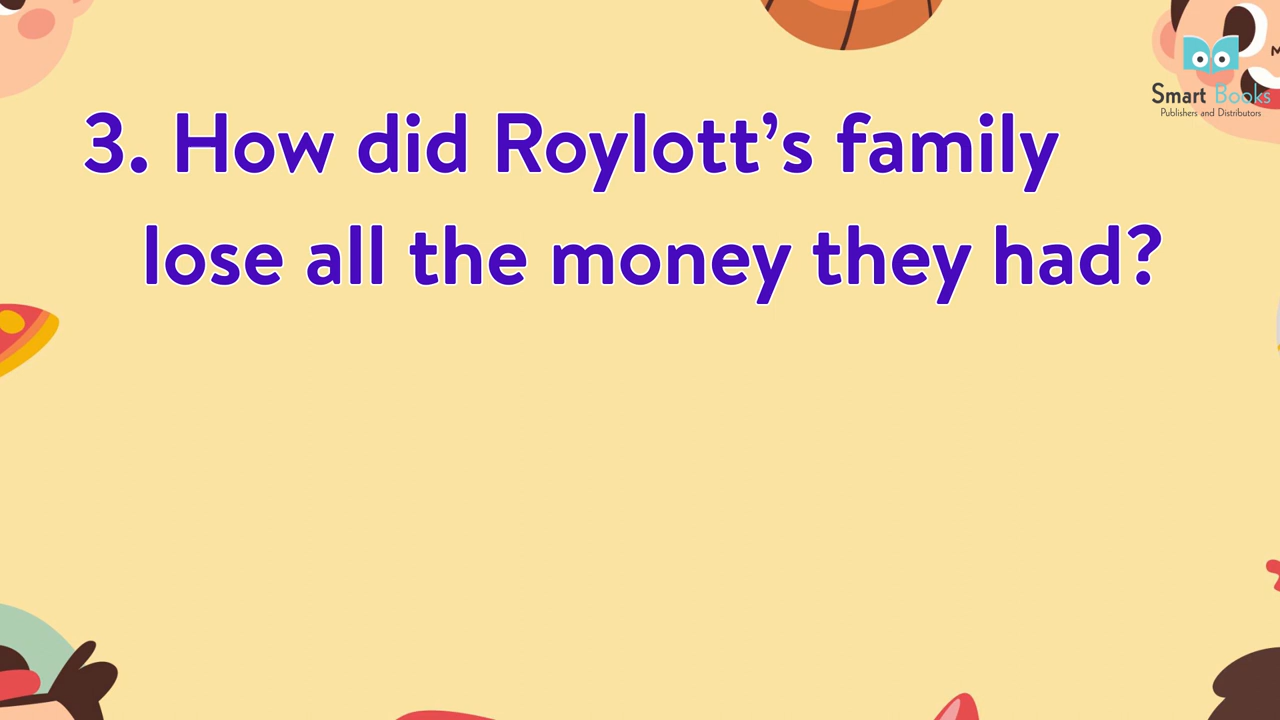 3. How did Roylott’s family
lose all the money they had?
Smart Books
Publishers and Distributors